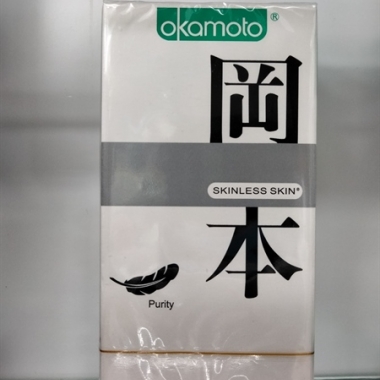 okamoto®
岡
SKINLESS SKIN®
本
Purity